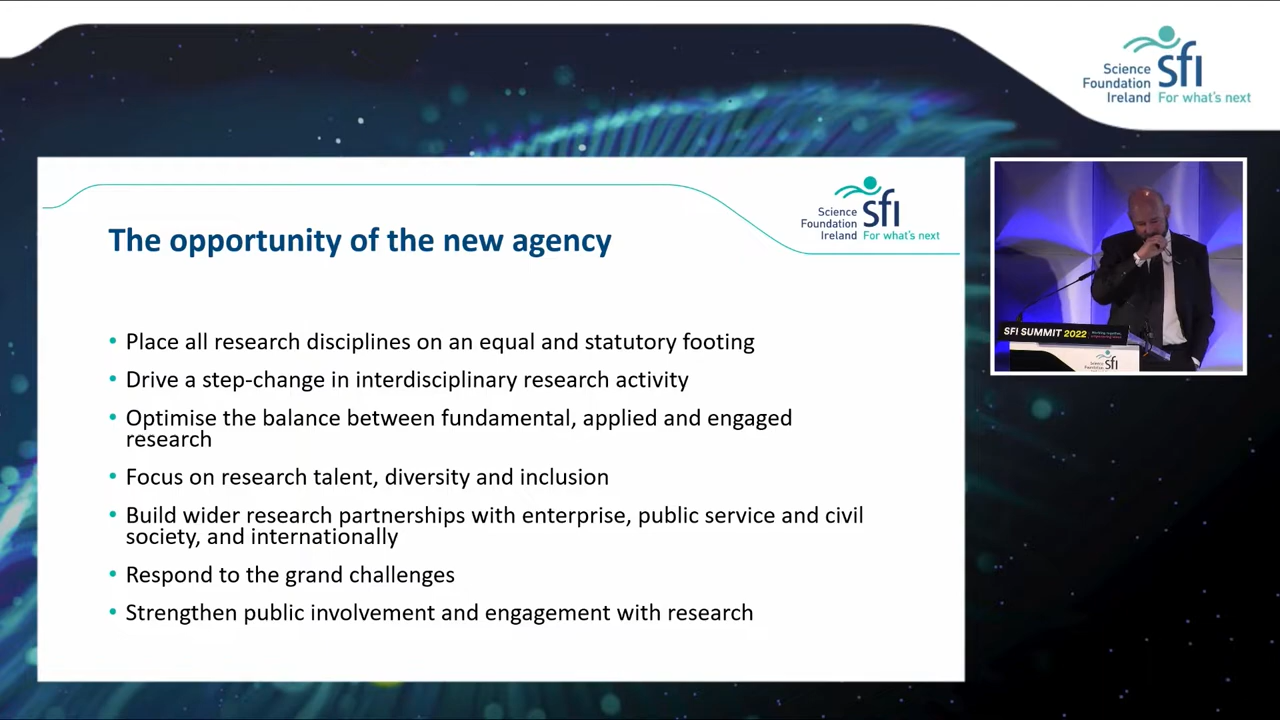 Science
Foundation
Ireland
sfi
For what's next
Science
Foundation
Ireland
sfi
For what's next
The opportunity of the new agency
• Place all research disciplines on an equal and statutory footing
• Drive a step-change in interdisciplinary research activity
• Optimise the balance between fundamental, applied and engaged
research
• Focus on research talent, diversity and inclusion
• Build wider research partnerships with enterprise, public service and civil
society, and internationally
• Respond to the grand challenges
• Strengthen public involvement and engagement with research
SFI SUMMIT 2022
sfi